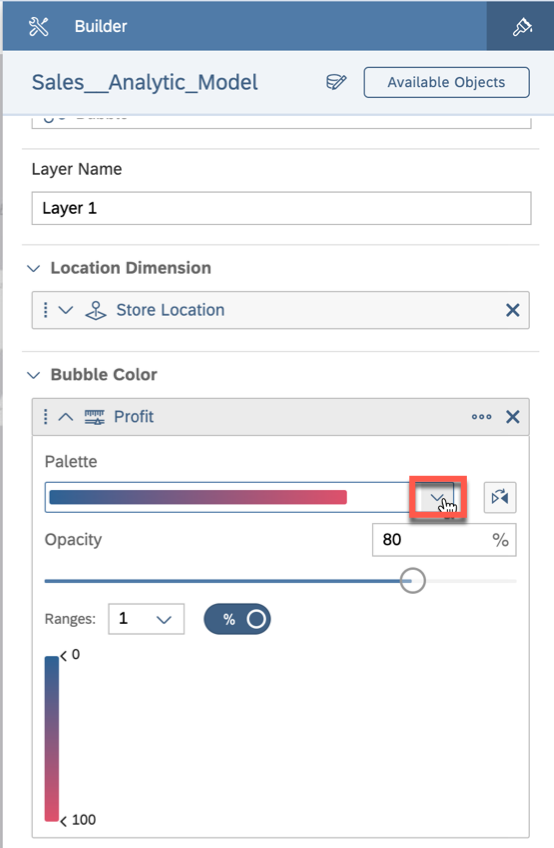 Builder
Sales__Analytic_Model
Available Objects
Layer Name
Layer 1
Location Dimension
Store Location
Bubble Color
Profit
Palette
Opacity
80 %
Ranges: 1 %
< 0
< 100